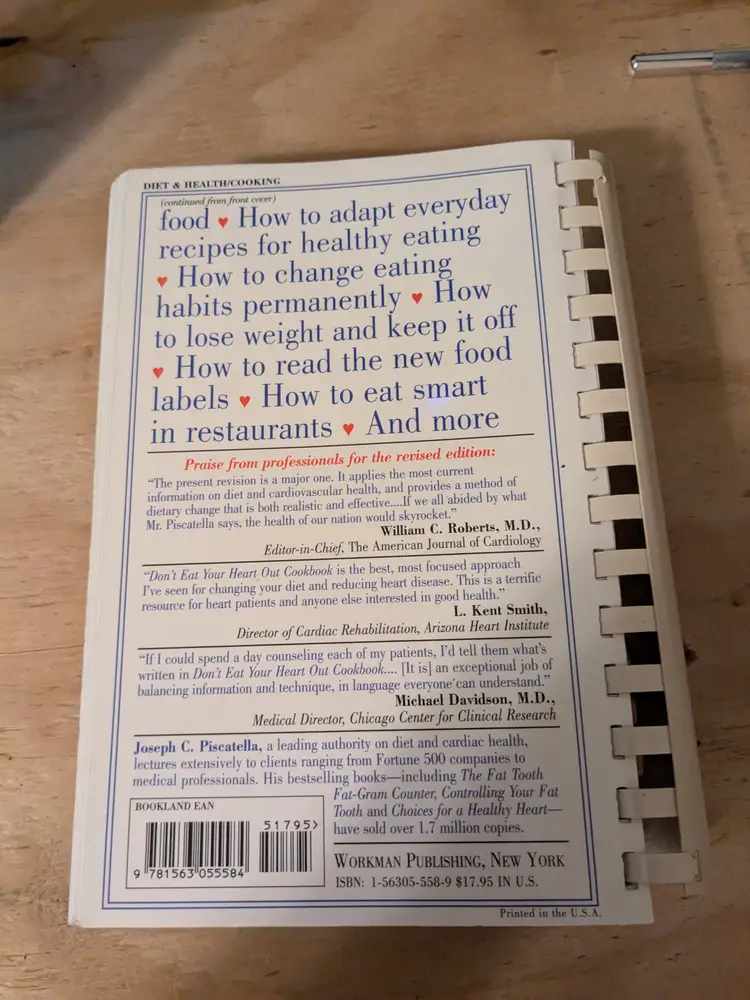 DIET & HEALTH/COOKING
(continued from front cover)
food ♥ How to adapt everyday
recipes for healthy eating
♥ How to change eating
habits permanently ♥ How
to lose weight and keep it off
♥ How to read the new food
labels ♥ How to eat smart
in restaurants ♥ And more
Praise from professionals for the revised edition:
“The present revision is a major one. It applies the most current
information on diet and cardiovascular health, and provides a method of
dietary change that is both realistic and effective....If we all abided by what
Mr. Piscatella says, the health of our nation would skyrocket.”
William C. Roberts, M.D.,
Editor-in-Chief, The American Journal of Cardiology
“Don't Eat Your Heart Out Cookbook is the best, most focused approach
I've seen for changing your diet and reducing heart disease. This is a terrific
resource for heart patients and anyone else interested in good health.”
L. Kent Smith,
Director of Cardiac Rehabilitation, Arizona Heart Institute
“If I could spend a day counseling each of my patients, I'd tell them what's
written in Don't Eat Your Heart Out Cookbook.... [It is] an exceptional job of
balancing information and technique, in language everyone can understand.”
Michael Davidson, M.D.,
Medical Director, Chicago Center for Clinical Research
Joseph C. Piscatella, a leading authority on diet and cardiac health,
lectures extensively to clients ranging from Fortune 500 companies to
medical professionals. His bestselling books—including The Fat Tooth
Fat-Gram Counter, Controlling Your Fat
Tooth and Choices for a Healthy Heart—
have sold over 1.7 million copies.
BOOKLAND EAN
51795>
9 781563 055584
WORKMAN PUBLISHING, NEW YORK
ISBN: 1-56305-558-9 $17.95 IN U.S.
Printed in the U.S.A.